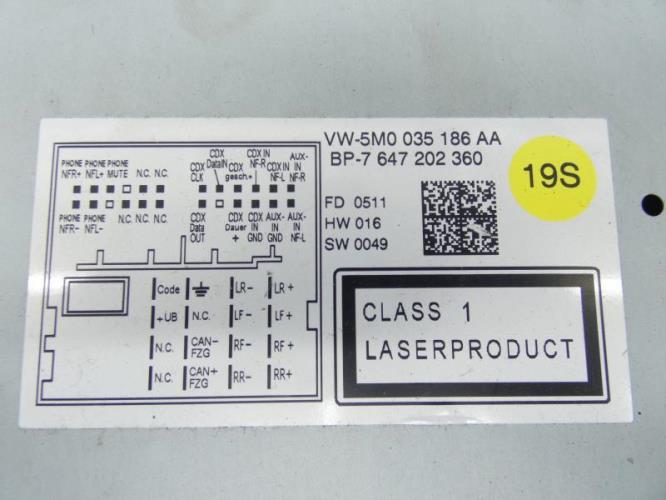 VW-5M0 035 186 AA
BP-7 647 202 360
19S
FD 0511
HW 016
SW 0049
CLASS 1
LASERPRODUCT
PHONE NFR+
PHONE NFL+
PHONE MUTE
N.C. N.C.
CDX CLK
CDX DataIN
CDX gesch.+
CDX IN NF-R
CDX IN NF-L
AUX-IN NF-R
PHONE NFR-
PHONE NFL-
N.C. N.C. N.C.
CDX Data OUT
CDX Dauer +
CDX IN GND
AUX-IN GND
AUX-IN NF-L
Code LR- LR+
+UB N.C. LF- LF+
N.C. CAN-FZG RF- RF+
N.C. CAN+ FZG RR- RR+